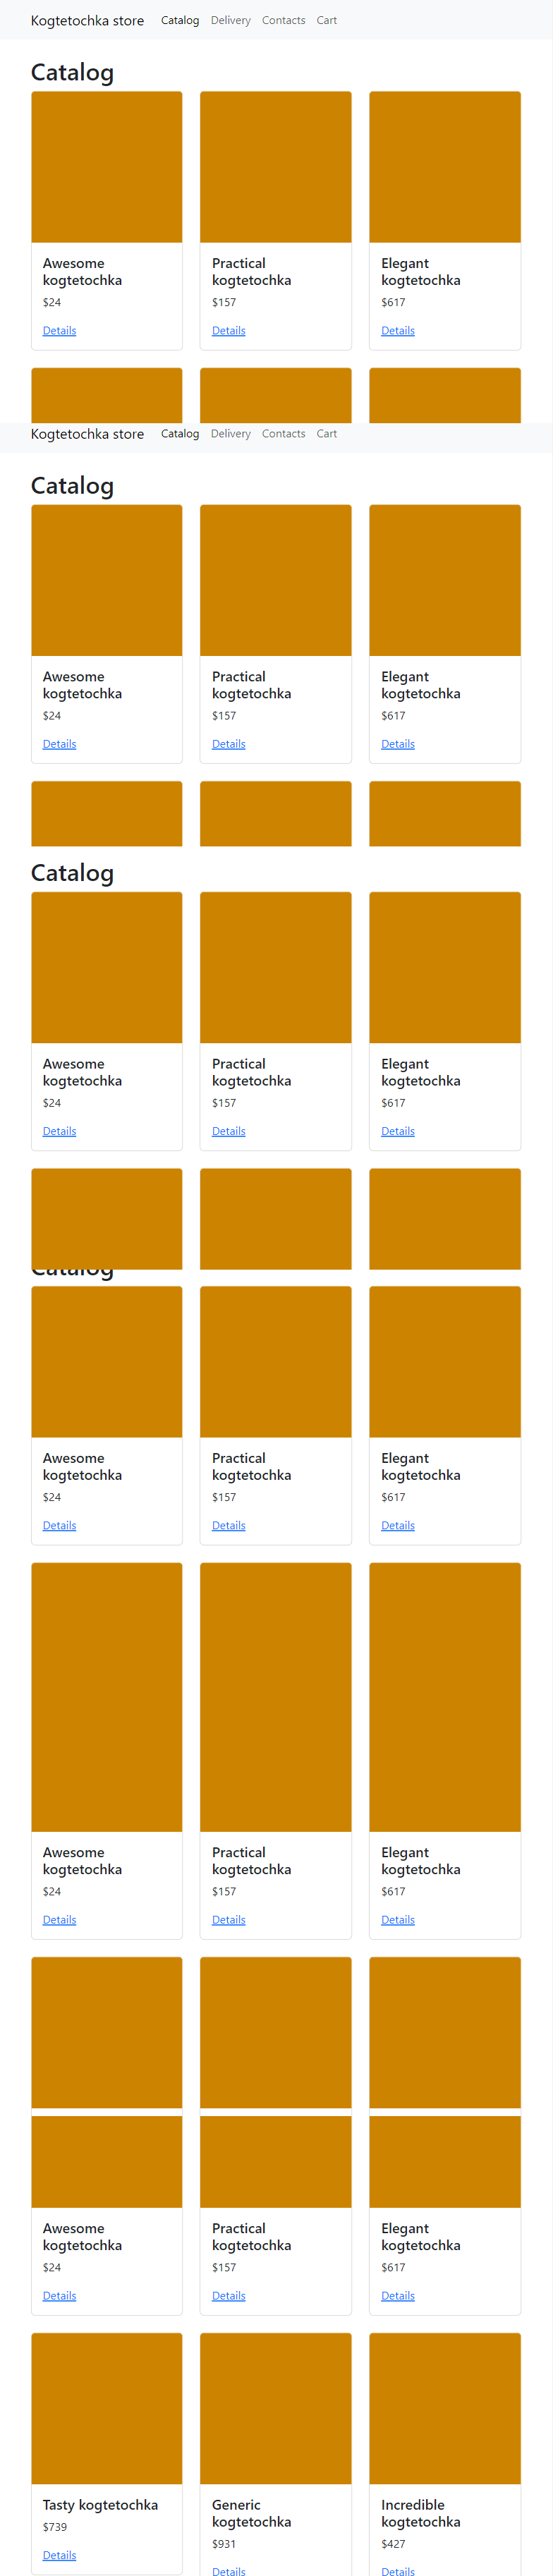 Kogtetochka store Catalog Delivery Contacts Cart
Catalog
Awesome kogtetochka
$24
Details
Practical kogtetochka
$157
Details
Elegant kogtetochka
$617
Details
Kogtetochka store Catalog Delivery Contacts Cart
Catalog
Awesome kogtetochka
$24
Details
Practical kogtetochka
$157
Details
Elegant kogtetochka
$617
Details
Catalog
Awesome kogtetochka
$24
Details
Practical kogtetochka
$157
Details
Elegant kogtetochka
$617
Details
Catalog
Awesome kogtetochka
$24
Details
Practical kogtetochka
$157
Details
Elegant kogtetochka
$617
Details
Awesome kogtetochka
$24
Details
Practical kogtetochka
$157
Details
Elegant kogtetochka
$617
Details
Awesome kogtetochka
$24
Details
Practical kogtetochka
$157
Details
Elegant kogtetochka
$617
Details
Tasty kogtetochka
$739
Details
Generic kogtetochka
$931
Details
Incredible kogtetochka
$427
Details